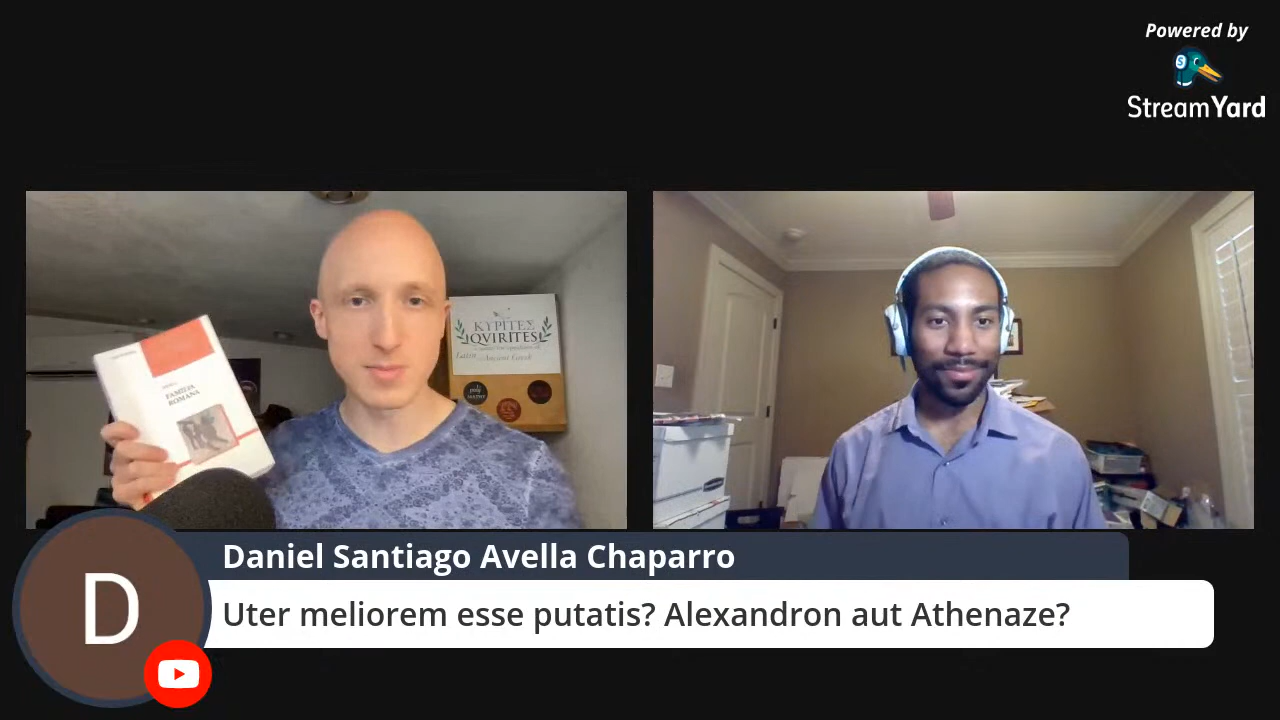 Powered by
StreamYard
ΚΥΡΙΤΕΣ
QVIRITES
Latin
Ancient Greek
FAMILIA
ROMANA
D
Daniel Santiago Avella Chaparro
Uter meliorem esse putatis? Alexandron aut Athenaze?